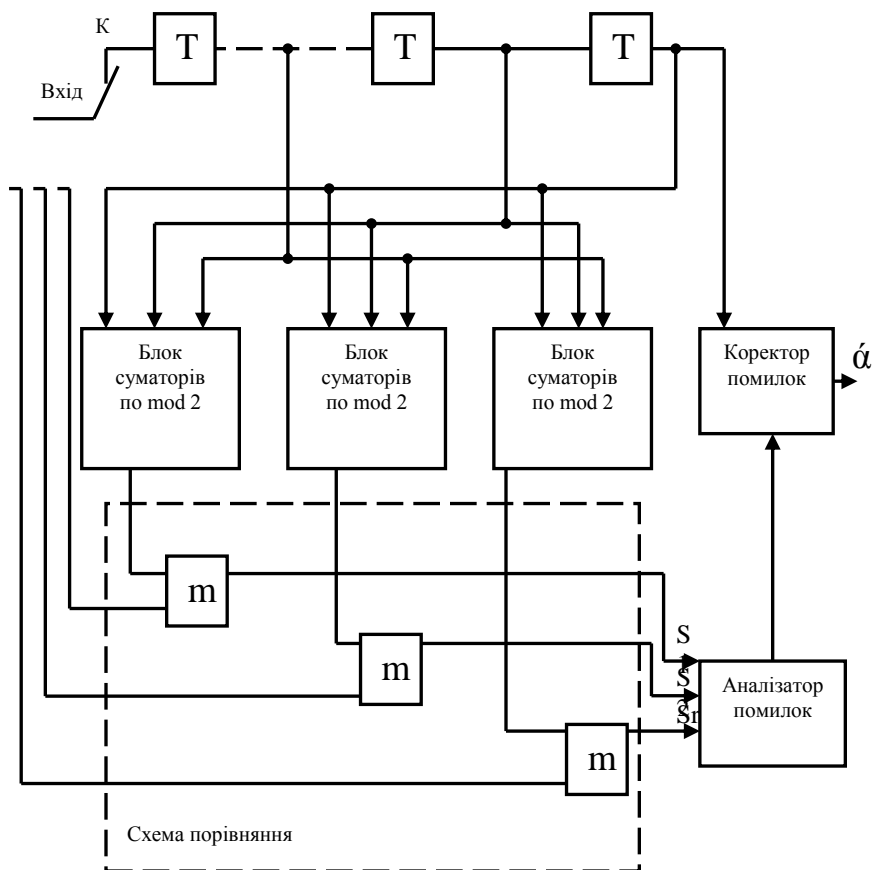 К
T
T
T
Вхід
Блок
суматорів
по mod 2
Блок
суматорів
по mod 2
Блок
суматорів
по mod 2
Коректор
помилок
ά
m
m
m
S
S
Sr
Аналізатор
помилок
Схема порівняння